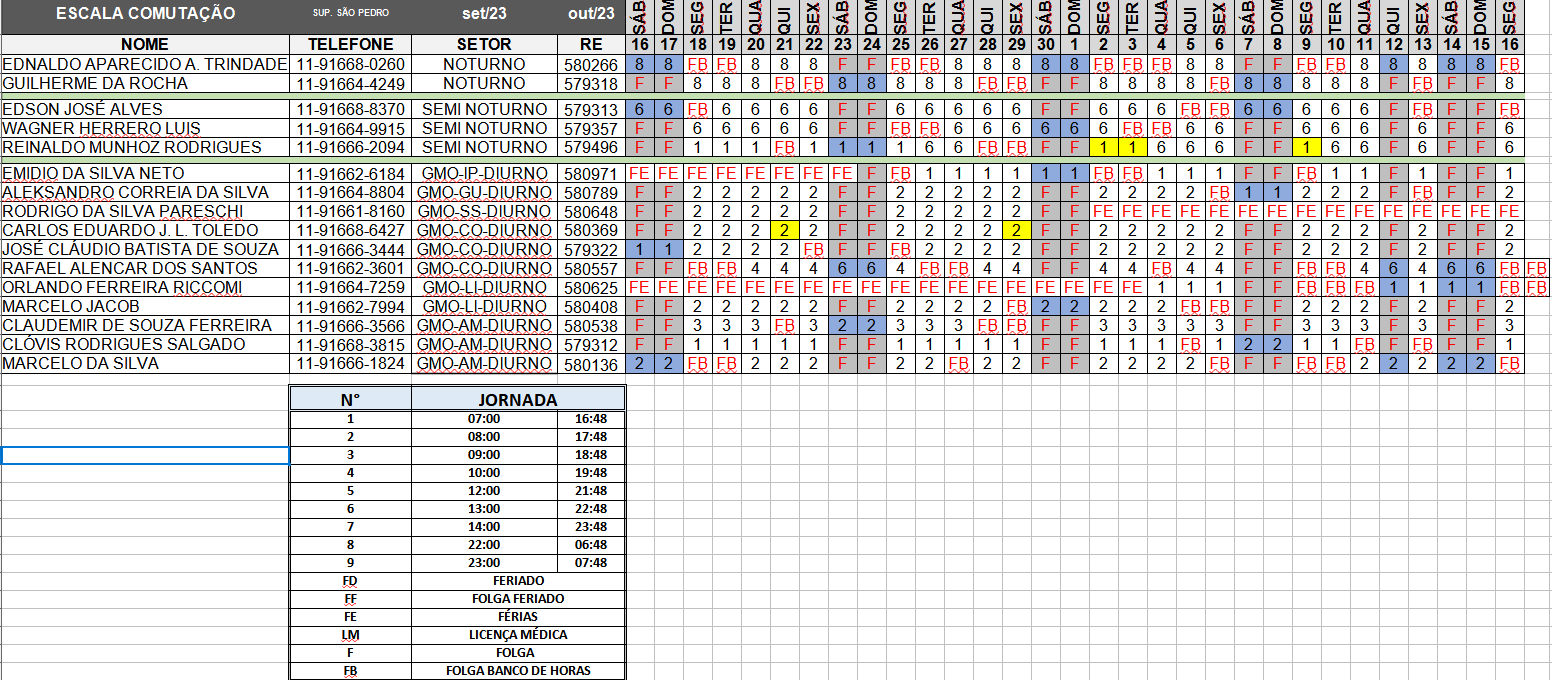 ESCALA COMUTAÇÃO SUP. SÃO PEDRO set/23 out/23 SÁB DOM SEG TER QUA QUI SEX SÁB DOM SEG TER QUA QUI SEX SÁB DOM SEG TER QUA QUI SEX SÁB DOM SEG TER QUA QUI SEX SÁB DOM SEG
NOME TELEFONE SETOR RE 16 17 18 19 20 21 22 23 24 25 26 27 28 29 30 1 2 3 4 5 6 7 8 9 10 11 12 13 14 15 16
EDNALDO APARECIDO A. TRINDADE 11-91668-0260 NOTURNO 580266 8 8 FB FB 8 8 8 F F FB FB 8 8 8 8 8 FB FB FB 8 8 F F FB FB 8 8 8 8 8 FB
GUILHERME DA ROCHA 11-91664-4249 NOTURNO 579318 F F 8 8 8 FB FB 8 8 8 8 8 FB FB F F 8 8 8 8 FB 8 8 8 8 8 F 8 F F 8
EDSON JOSÉ ALVES 11-91668-8370 SEMI NOTURNO 579313 6 6 FB 6 6 6 6 F F 6 6 6 6 6 F F 6 6 6 FB FB 6 6 6 6 6 F FB F F FB
WAGNER HERRERO LUIS 11-91664-9915 SEMI NOTURNO 579357 F F 6 6 6 6 6 F F FB FB 6 6 6 6 6 6 FB FB 6 6 F F 6 6 6 F 6 F F 6
REINALDO MUNHOZ RODRIGUES 11-91666-2094 SEMI NOTURNO 579496 F F 1 1 1 FB 1 1 1 1 6 6 FB FB F F 1 1 6 6 6 F F 1 6 6 F 6 F F 6
EMIDIO DA SILVA NETO 11-91662-6184 GMO-IP-DIURNO 580971 FE FE FE FE FE FE FE FE F FB 1 1 1 1 1 1 FB FB 1 1 1 F F FB 1 1 F 1 F F 1
ALEKSANDRO CORREIA DA SILVA 11-91664-8804 GMO-GU-DIURNO 580789 F F 2 2 2 2 2 F F 2 2 2 2 2 F F 2 2 2 2 FB 1 1 2 2 2 F FB F F 2
RODRIGO DA SILVA PARESCHI 11-91661-8160 GMO-SS-DIURNO 580648 F F 2 2 2 2 2 F F 2 2 2 2 2 F F FE FE FE FE FE FE FE FE FE FE FE FE FE FE FE
CARLOS EDUARDO J. L. TOLEDO 11-91668-6427 GMO-CO-DIURNO 580369 F F 2 2 2 2 2 F F 2 2 2 2 2 F F 2 2 2 2 2 F F 2 2 2 F 2 F F 2
JOSÉ CLÁUDIO BATISTA DE SOUZA 11-91666-3444 GMO-CO-DIURNO 579322 1 1 2 2 2 2 FB F F FB 2 2 2 2 F F 2 2 2 2 2 F F 2 2 2 F 2 F F 2
RAFAEL ALENCAR DOS SANTOS 11-91662-3601 GMO-CO-DIURNO 580557 F F FB FB 4 4 4 6 6 4 FB FB 4 4 F F 4 4 FB 4 4 F F FB FB 4 6 4 6 6 FB FB
ORLANDO FERREIRA RICCOMI 11-91664-7259 GMO-LI-DIURNO 580625 FE FE FE FE FE FE FE FE FE FE FE FE FE FE FE FE FE FE 1 1 1 F F FB FB FB 1 1 1 1 FB FB
MARCELO JACOB 11-91662-7994 GMO-LI-DIURNO 580408 F F 2 2 2 2 2 F F 2 2 2 2 FB 2 2 2 2 2 FB FB F F 2 2 2 F 2 F F 2
CLAUDEMIR DE SOUZA FERREIRA 11-91666-3566 GMO-AM-DIURNO 580538 F F 3 3 3 FB 3 2 2 3 3 3 FB FB F F 3 3 3 3 3 F F 3 3 3 F 3 F F 3
CLÓVIS RODRIGUES SALGADO 11-91668-3815 GMO-AM-DIURNO 579312 F F 1 1 1 1 1 F F 1 1 1 1 1 F F 1 1 1 FB 1 2 2 1 1 FB F FB F F 1
MARCELO DA SILVA 11-91666-1824 GMO-AM-DIURNO 580136 2 2 FB FB 2 2 2 F F 2 2 FB 2 2 F F 2 2 2 2 FB F F FB FB 2 2 2 2 2 FB
N° JORNADA
1 07:00 16:48
2 08:00 17:48
3 09:00 18:48
4 10:00 19:48
5 12:00 21:48
6 13:00 22:48
7 14:00 23:48
8 22:00 06:48
9 23:00 07:48
FD FERIADO
FF FOLGA FERIADO
FE FÉRIAS
LM LICENÇA MÉDICA
F FOLGA
FB FOLGA BANCO DE HORAS